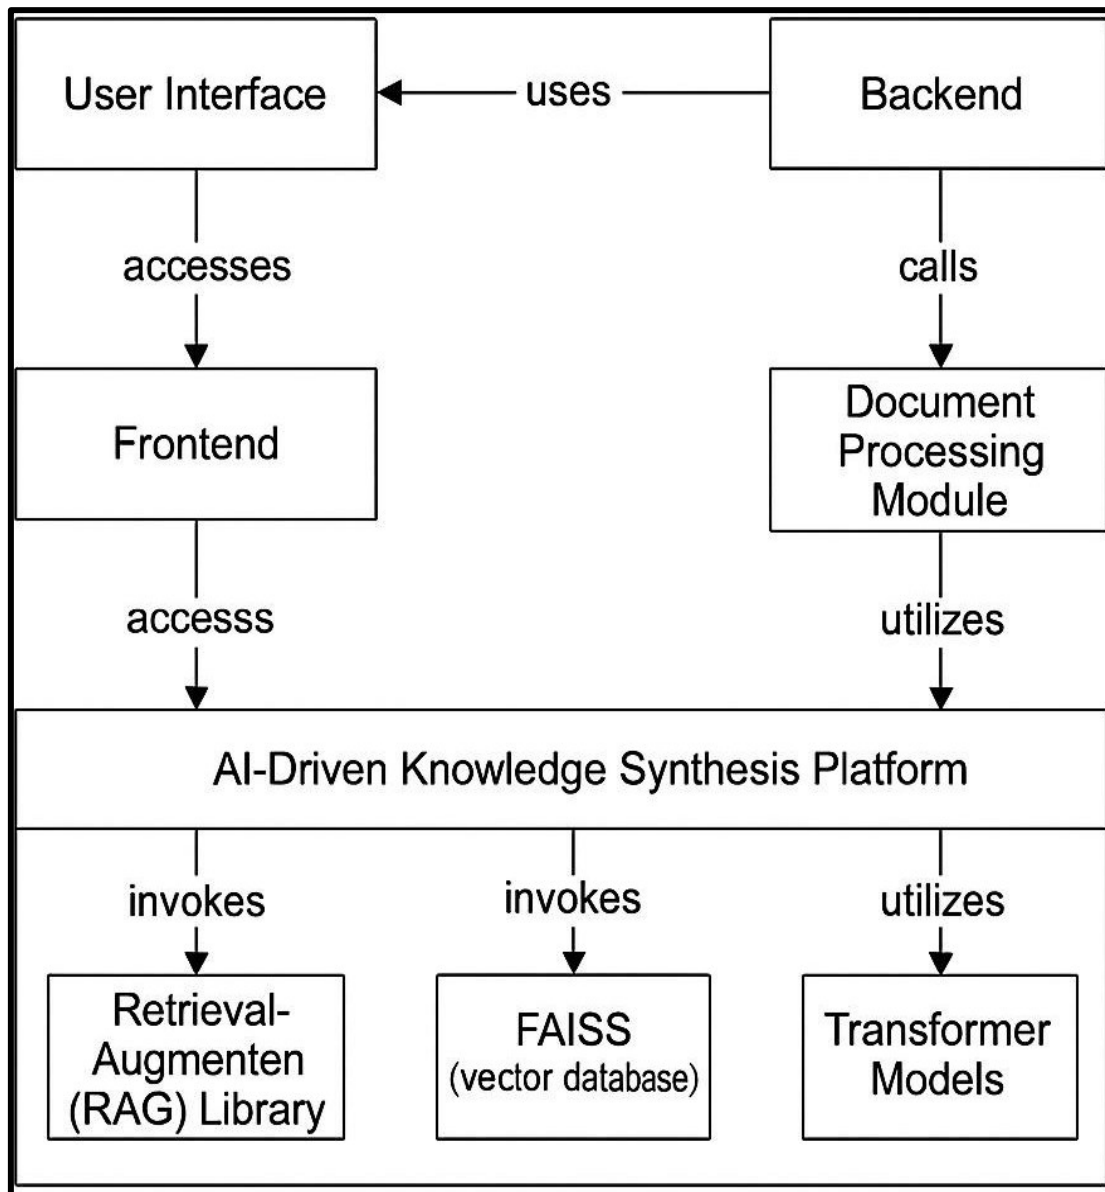 User Interface
uses
Backend
accesses
calls
Frontend
Document
Processing
Module
accesss
utilizes
AI-Driven Knowledge Synthesis Platform
invokes
invokes
utilizes
Retrieval-
Augmenten
(RAG) Library
FAISS
(vector database)
Transformer
Models